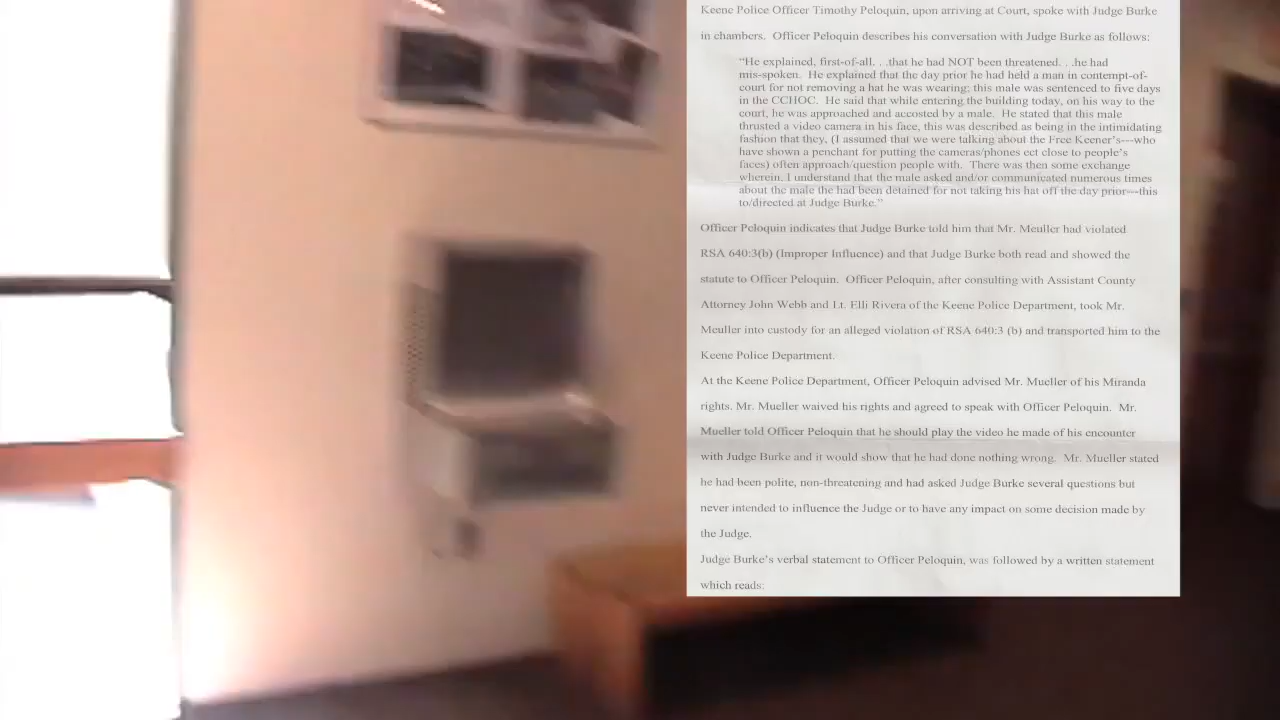 Keene Police Officer Timothy Peloquin, upon arriving at Court, spoke with Judge Burke
in chambers. Officer Peloquin describes his conversation with Judge Burke as follows:
“He explained, first-of-all. . .that he had NOT been threatened. . .he had
mis-spoken. He explained that the day prior he had held a man in contempt-of-
court for not removing a hat he was wearing; this male was sentenced to five days
in the CCHOC. He said that while entering the building today, on his way to the
court, he was approached and accosted by a male. He stated that this male
thrusted a video camera in his face, this was described as being in the intimidating
fashion that they, (I assumed that we were talking about the Free Keener’s---who
have shown a penchant for putting the cameras/phones ect close to people’s
faces) often approach/question people with. There was then some exchange
wherein, I understand that the male asked and/or communicated numerous times
about the male the had been detained for not taking his hat off the day prior---this
to/directed at Judge Burke.”
Officer Peloquin indicates that Judge Burke told him that Mr. Meuller had violated
RSA 640:3(b) (Improper Influence) and that Judge Burke both read and showed the
statute to Officer Peloquin. Officer Peloquin, after consulting with Assistant County
Attorney John Webb and Lt. Elli Rivera of the Keene Police Department, took Mr.
Meuller into custody for an alleged violation of RSA 640:3 (b) and transported him to the
Keene Police Department.
At the Keene Police Department, Officer Peloquin advised Mr. Mueller of his Miranda
rights. Mr. Mueller waived his rights and agreed to speak with Officer Peloquin. Mr.
Mueller told Officer Peloquin that he should play the video he made of his encounter
with Judge Burke and it would show that he had done nothing wrong. Mr. Mueller stated
he had been polite, non-threatening and had asked Judge Burke several questions but
never intended to influence the Judge or to have any impact on some decision made by
the Judge.
Judge Burke’s verbal statement to Officer Peloquin, was followed by a written statement
which reads: